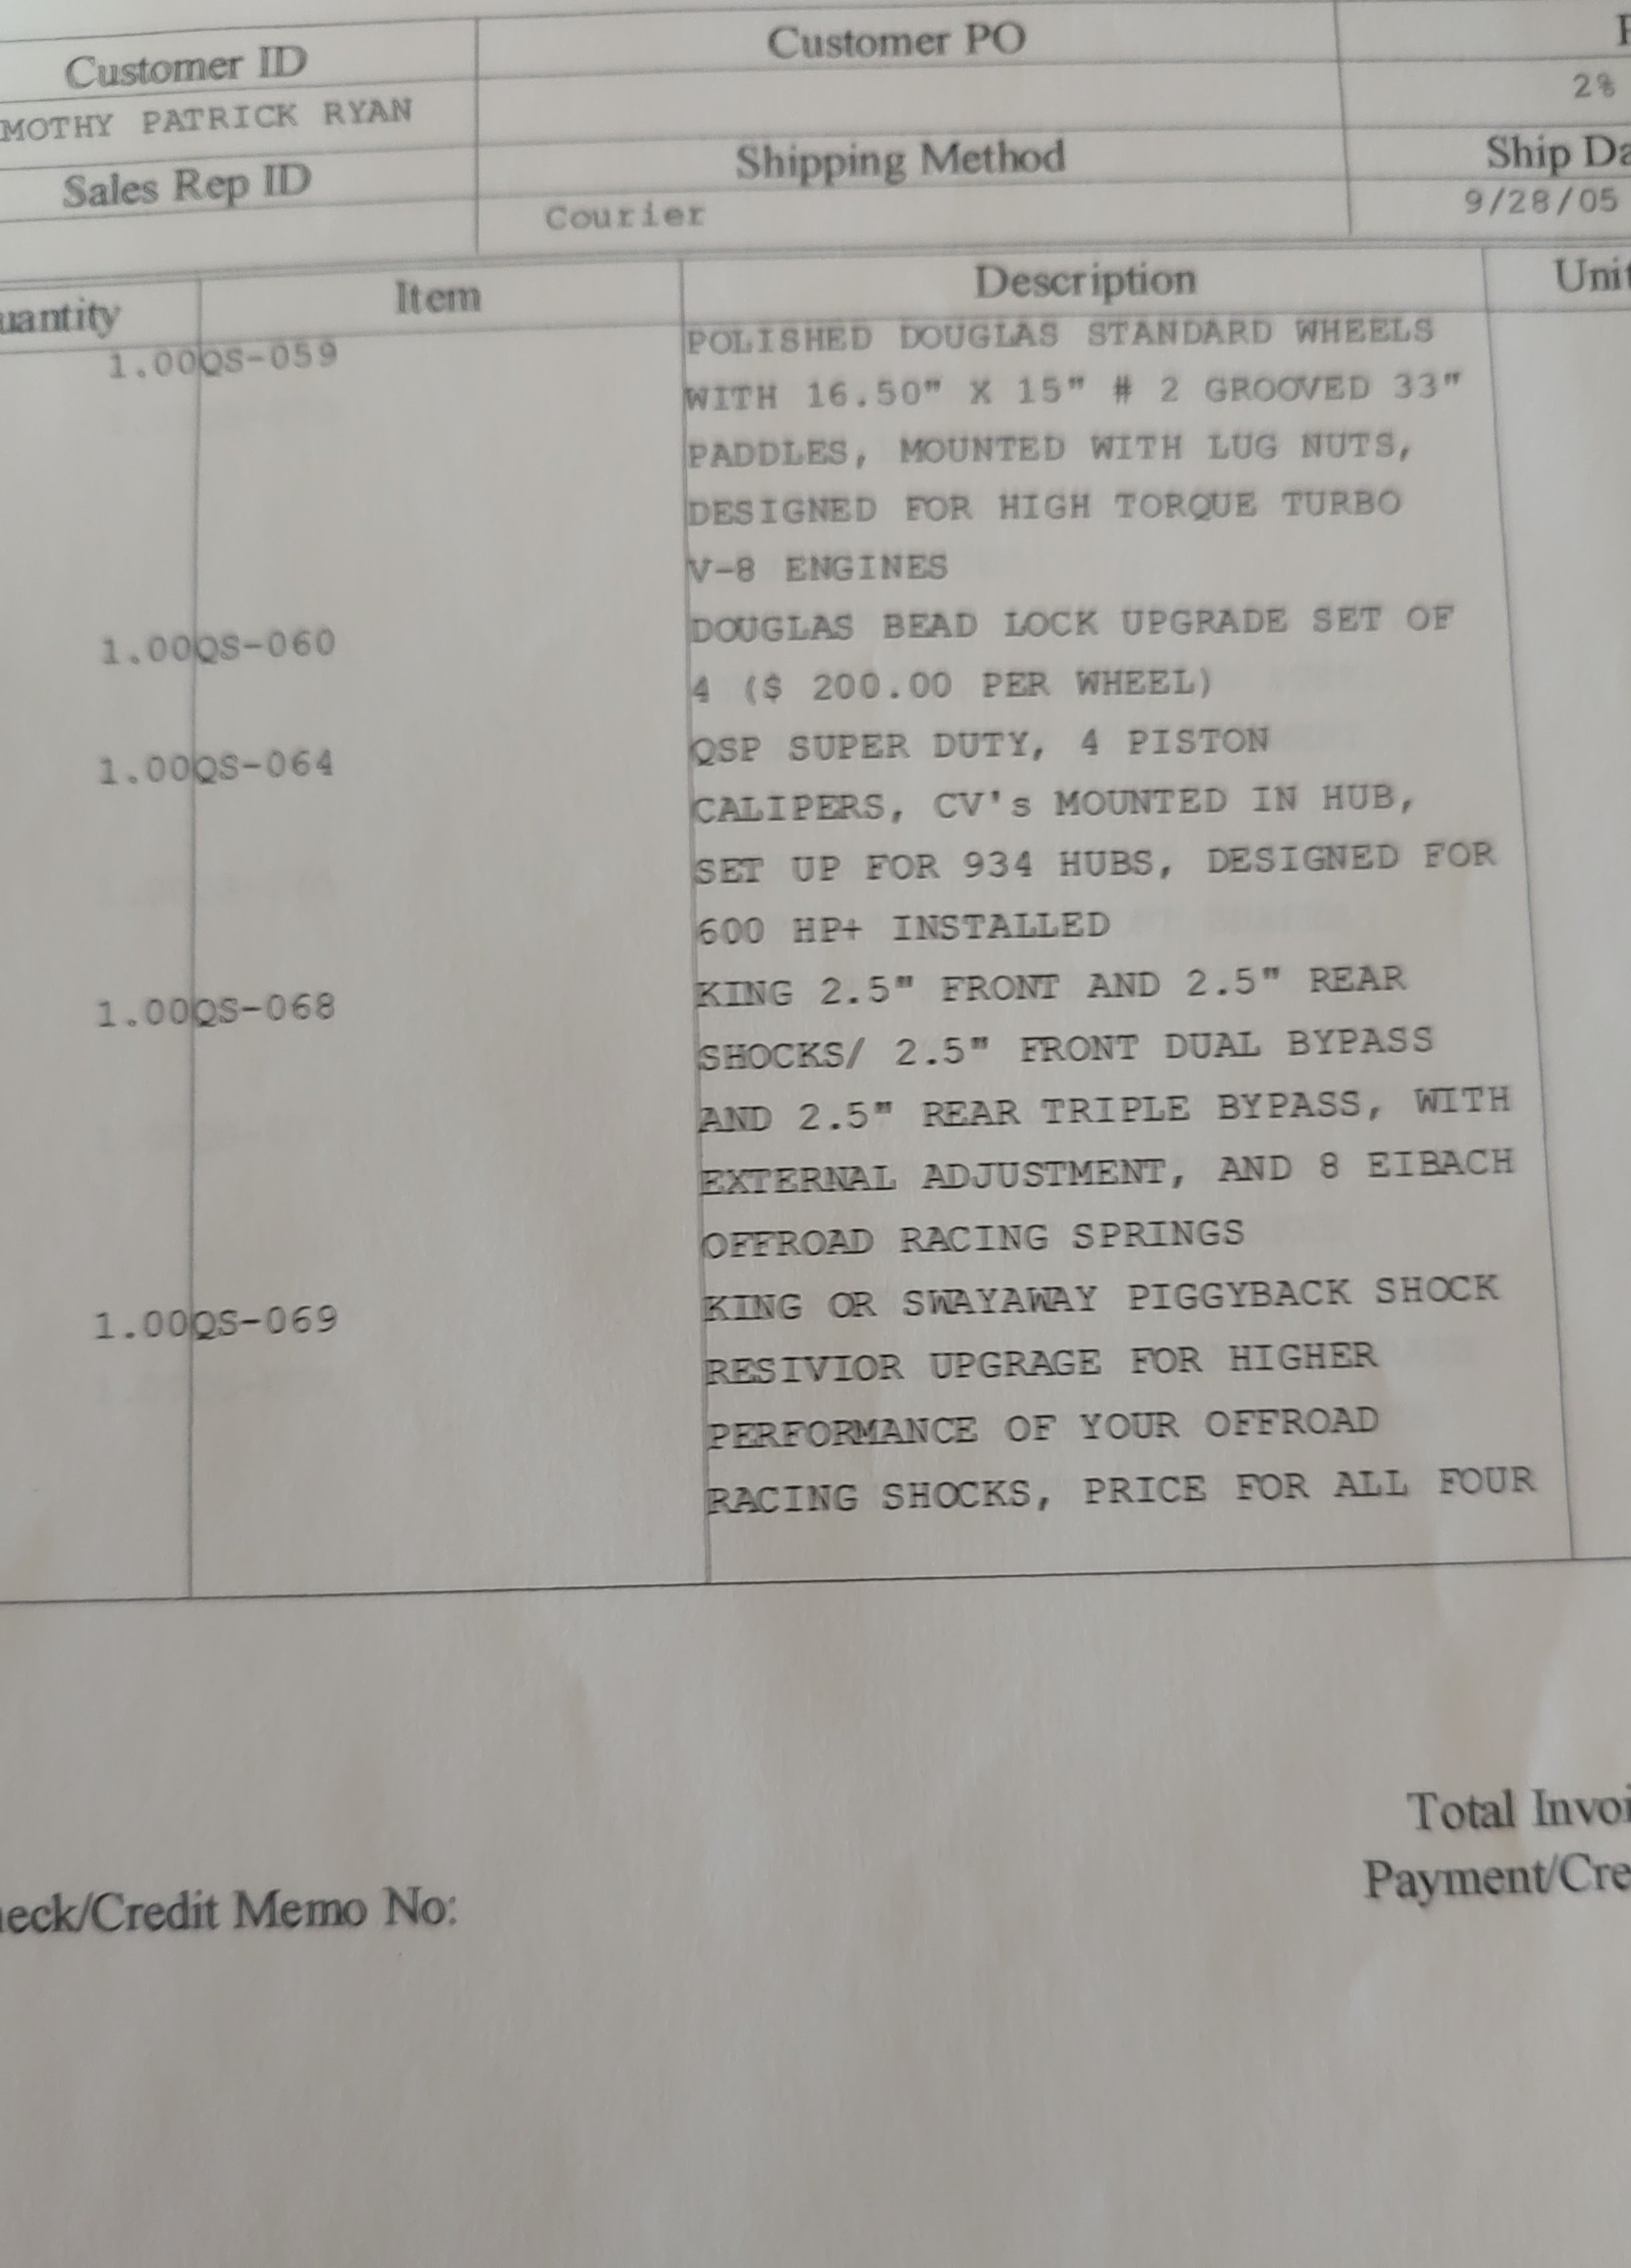 Customer ID
Customer PO
MOTHY PATRICK RYAN
2%
Sales Rep ID
Shipping Method
Ship Da
Courier
9/28/05
uantity
Item
Description
Unit
1.00QS-059
POLISHED DOUGLAS STANDARD WHEELS
WITH 16.50" X 15" # 2 GROOVED 33"
PADDLES, MOUNTED WITH LUG NUTS,
DESIGNED FOR HIGH TORQUE TURBO
V-8 ENGINES
1.00QS-060
DOUGLAS BEAD LOCK UPGRADE SET OF
4 ($ 200.00 PER WHEEL)
1.00QS-064
QSP SUPER DUTY, 4 PISTON
CALIPERS, CV's MOUNTED IN HUB,
SET UP FOR 934 HUBS, DESIGNED FOR
600 HP+ INSTALLED
1.00QS-068
KING 2.5" FRONT AND 2.5" REAR
SHOCKS/ 2.5" FRONT DUAL BYPASS
AND 2.5" REAR TRIPLE BYPASS, WITH
EXTERNAL ADJUSTMENT, AND 8 EIBACH
OFFROAD RACING SPRINGS
1.00QS-069
KING OR SWAYAWAY PIGGYBACK SHOCK
RESIVIOR UPGRAGE FOR HIGHER
PERFORMANCE OF YOUR OFFROAD
RACING SHOCKS, PRICE FOR ALL FOUR
Total Invoi
Payment/Cre
eck/Credit Memo No: